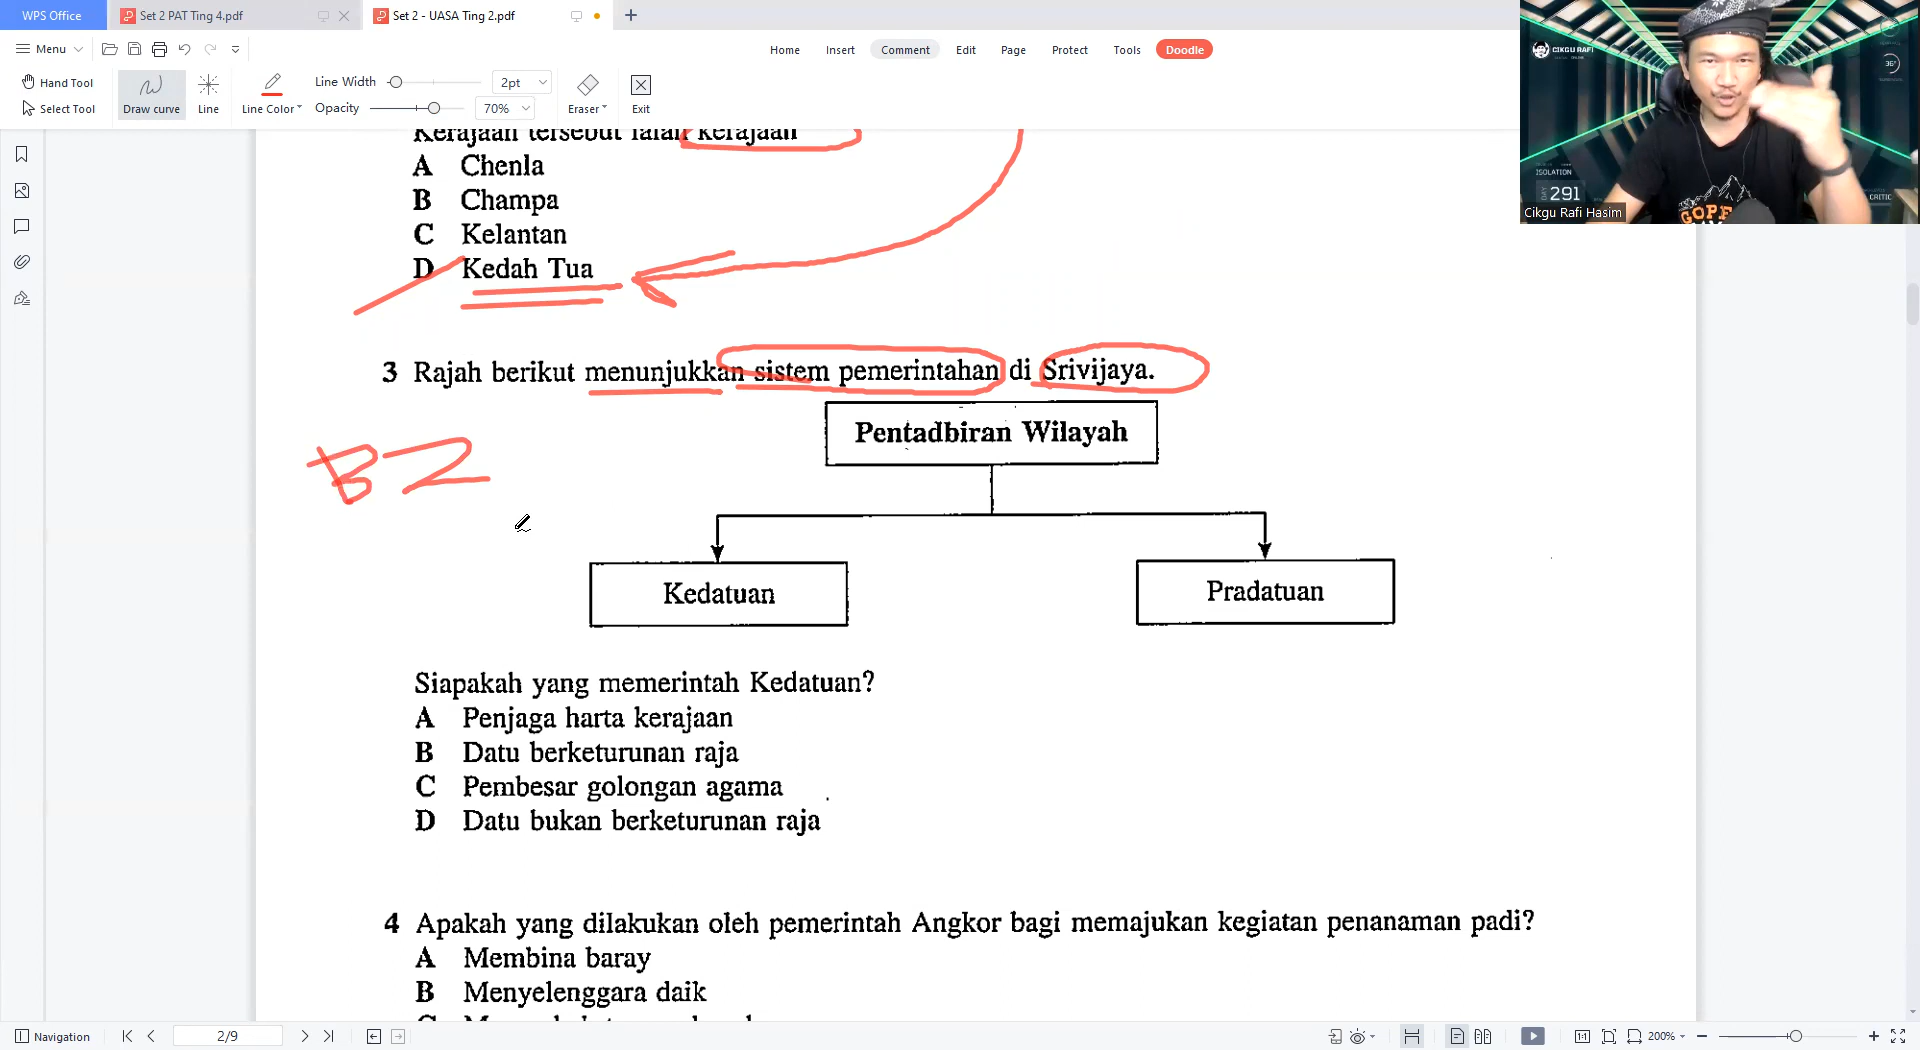 WPS Office
Set 2 PAT Ting 4.pdf
Set 2 - UASA Ting 2.pdf
Menu
Home Insert Comment Edit Page Protect Tools Doodle
Hand Tool
Select Tool
Draw curve
Line
Line Color
Line Width 2pt
Opacity 70%
Eraser
Exit
CIKGU RAFI
36°
ISOLATION
DAY 291
CRITIC
Cikgu Rafi Hasim
Kerajaan tersebut ialah kerajaan
A Chenla
B Champa
C Kelantan
D Kedah Tua
3 Rajah berikut menunjukkan sistem pemerintahan di Srivijaya.
B2
Pentadbiran Wilayah
Kedatuan
Pradatuan
Siapakah yang memerintah Kedatuan?
A Penjaga harta kerajaan
B Datu berketurunan raja
C Pembesar golongan agama
D Datu bukan berketurunan raja
4 Apakah yang dilakukan oleh pemerintah Angkor bagi memajukan kegiatan penanaman padi?
A Membina baray
B Menyelenggara daik
Navigation
2/9
200%